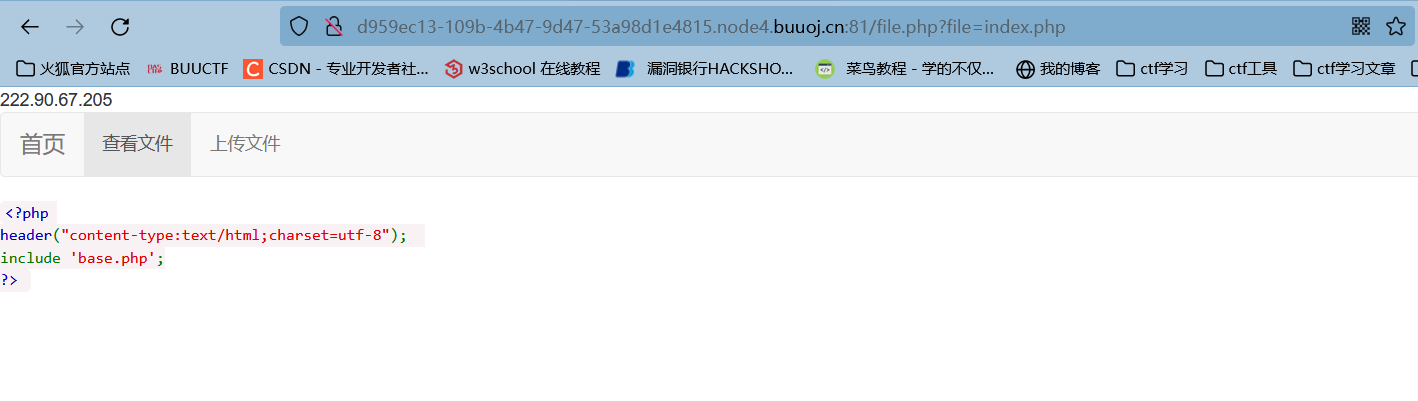 d959ec13-109b-4b47-9d47-53a98d1e4815.node4.buuoj.cn:81/file.php?file=index.php
火狐官方站点 BUUCTF CSDN - 专业开发者社... w3school 在线教程 漏洞银行HACKSHO... 菜鸟教程 - 学的不仅... 我的博客 ctf学习 ctf工具 ctf学习文章
222.90.67.205
首页 查看文件 上传文件
<?php
header("content-type:text/html;charset=utf-8");
include 'base.php';
?>